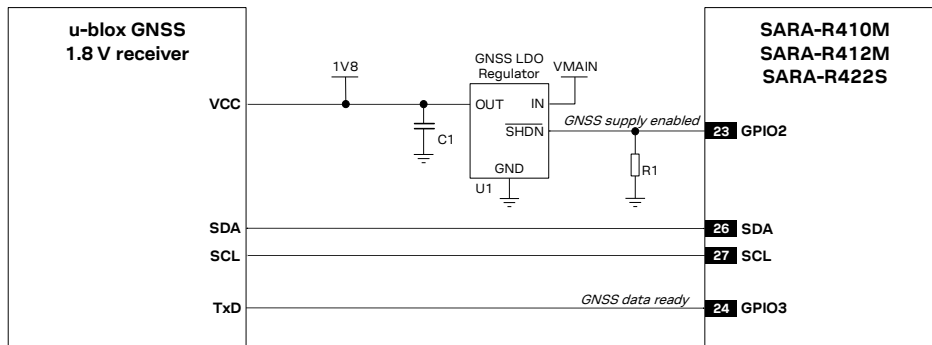 u-blox GNSS
1.8 V receiver
SARA-R410M
SARA-R412M
SARA-R422S
GNSS LDO
Regulator
1V8
VMAIN
VCC
OUT
IN
C1
SHDN
GNSS supply enabled
23 GPIO2
GND
R1
U1
SDA
26 SDA
SCL
27 SCL
TxD
GNSS data ready
24 GPIO3